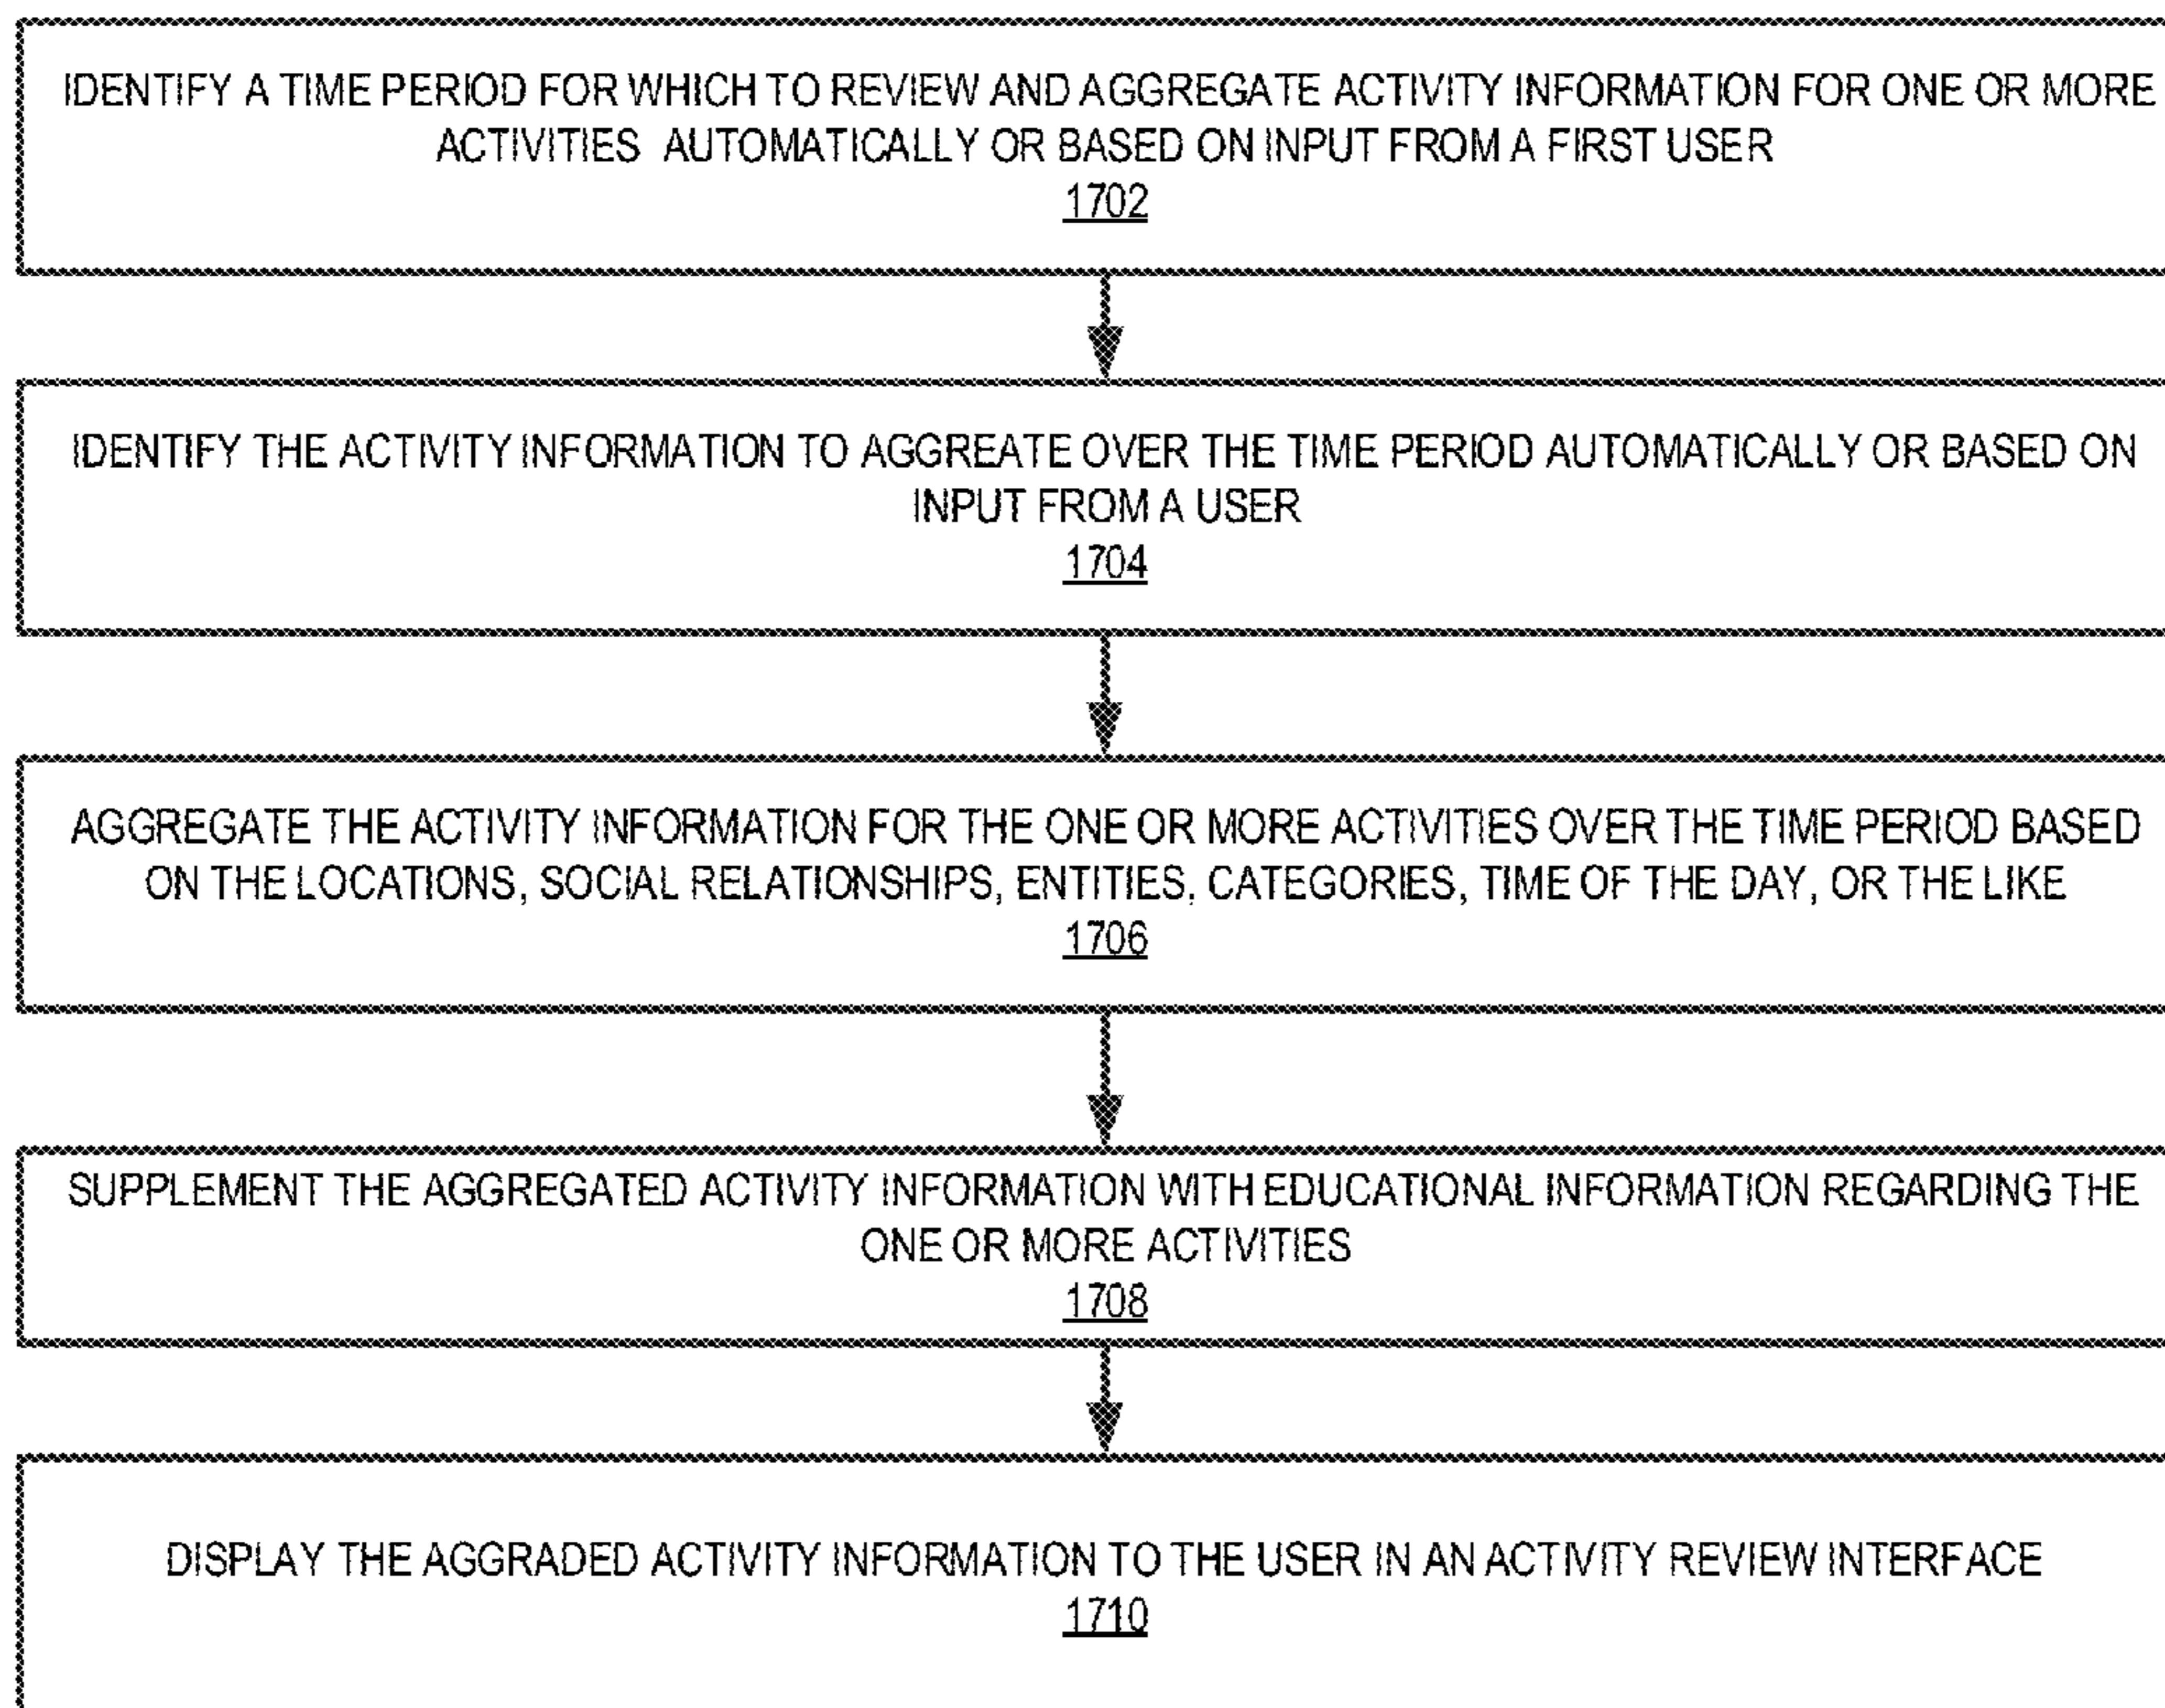 IDENTIFY A TIME PERIOD FOR WHICH TO REVIEW AND AGGREGATE ACTIVITY INFORMATION FOR ONE OR MORE
ACTIVITIES AUTOMATICALLY OR BASED ON INPUT FROM A FIRST USER
1702
IDENTIFY THE ACTIVITY INFORMATION TO AGGREATE OVER THE TIME PERIOD AUTOMATICALLY OR BASED ON
INPUT FROM A USER
1704
AGGREGATE THE ACTIVITY INFORMATION FOR THE ONE OR MORE ACTIVITIES OVER THE TIME PERIOD BASED
ON THE LOCATIONS, SOCIAL RELATIONSHIPS, ENTITIES, CATEGORIES, TIME OF THE DAY, OR THE LIKE
1706
SUPPLEMENT THE AGGREGATED ACTIVITY INFORMATION WITH EDUCATIONAL INFORMATION REGARDING THE
ONE OR MORE ACTIVITIES
1708
DISPLAY THE AGGRADED ACTIVITY INFORMATION TO THE USER IN AN ACTIVITY REVIEW INTERFACE
1710